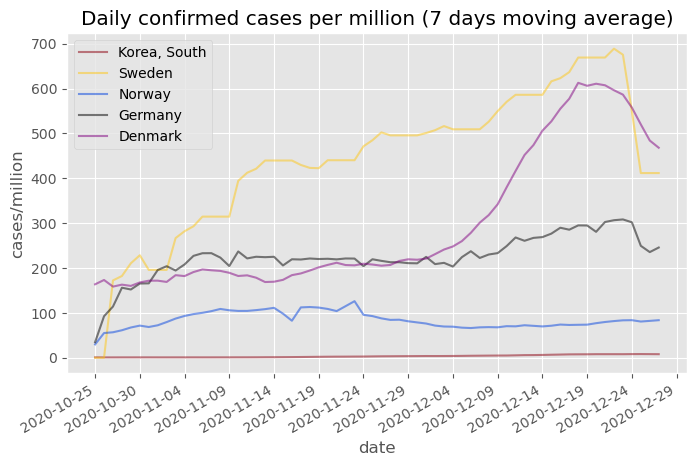 Daily confirmed cases per million (7 days moving average)
700
600
500
400
300
200
100
0
cases/million
Korea, South
Sweden
Norway
Germany
Denmark
2020-10-25
2020-10-30
2020-11-04
2020-11-09
2020-11-14
2020-11-19
2020-11-24
2020-11-29
2020-12-04
2020-12-09
2020-12-14
2020-12-19
2020-12-24
2020-12-29
date